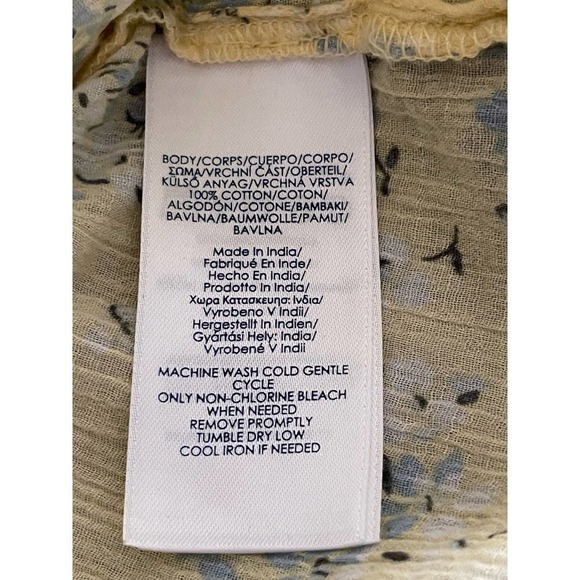 BODY/CORPS/CUERPO/CORPO/
ΣΩΜΑ/VRCHNÍ ČÁST/OBERTEIL/
KÜLSŐ ANYAG/VRCHNÁ VRSTVA
100% COTTON/COTON/
ALGODÓN/COTONE/ΒΑΜΒΑΚΙ/
BAVLNA/BAUMWOLLE/PAMUT/
BAVLNA
Made In India/
Fabriqué En Inde/
Hecho En India/
Prodotto In India/
Χωρα Κατασκευησ: Ινδια/
Vyrobeno V Indii/
Hergestellt In Indien/
Gyártási Hely: India/
Vyrobené V Indii
MACHINE WASH COLD GENTLE
CYCLE
ONLY NON-CHLORINE BLEACH
WHEN NEEDED
REMOVE PROMPTLY
TUMBLE DRY LOW
COOL IRON IF NEEDED